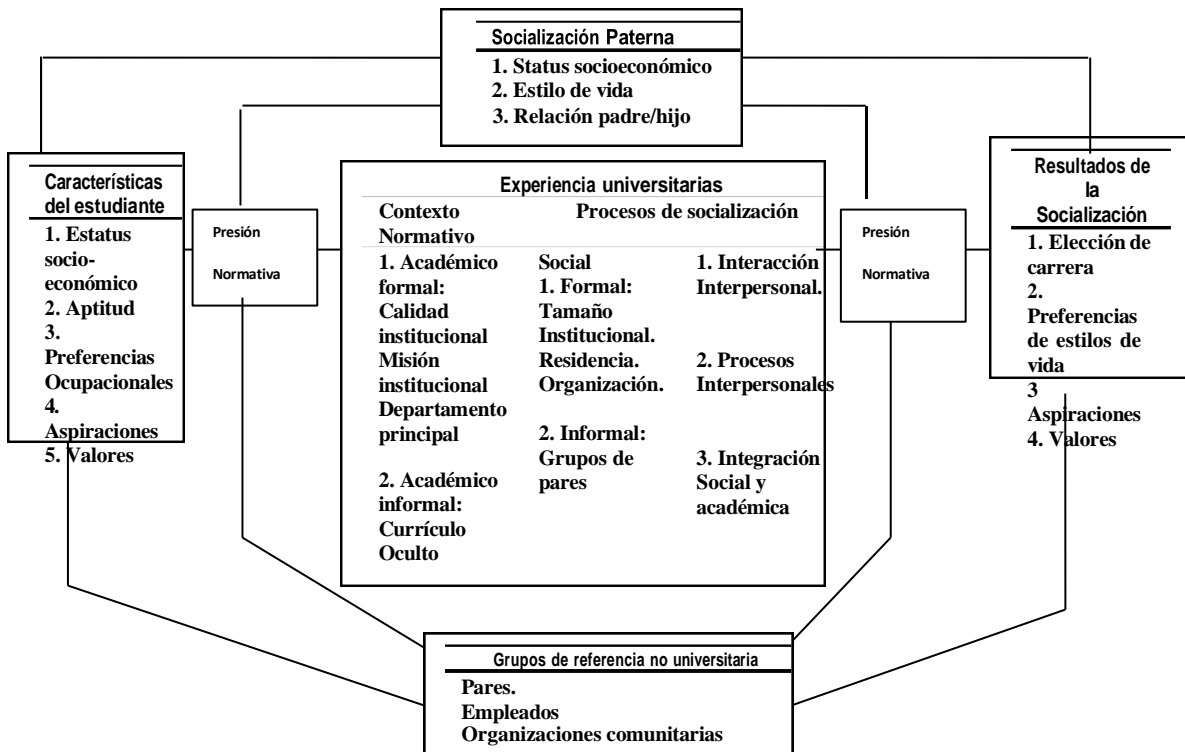 Socialización Paterna
1. Status socioeconómico
2. Estilo de vida
3. Relación padre/hijo
Características
del estudiante
1. Estatus
socio-
económico
2. Aptitud
3.
Preferencias
Ocupacionales
4.
Aspiraciones
5. Valores
Presión
Normativa
Experiencia universitarias
Contexto
Normativo
Procesos de socialización
1. Académico
formal:
Calidad
institucional
Misión
institucional
Departamento
principal
2. Académico
informal:
Currículo
Oculto
Social
1. Formal:
Tamaño
Institucional.
Residencia.
Organización.
2. Informal:
Grupos de
pares
1. Interacción
Interpersonal.
2. Procesos
Interpersonales
3. Integración
Social y
académica
Presión
Normativa
Resultados de
la
Socialización
1. Elección de
carrera
2.
Preferencias
de estilos de
vida
3
Aspiraciones
4. Valores
Grupos de referencia no universitaria
Pares.
Empleados
Organizaciones comunitarias